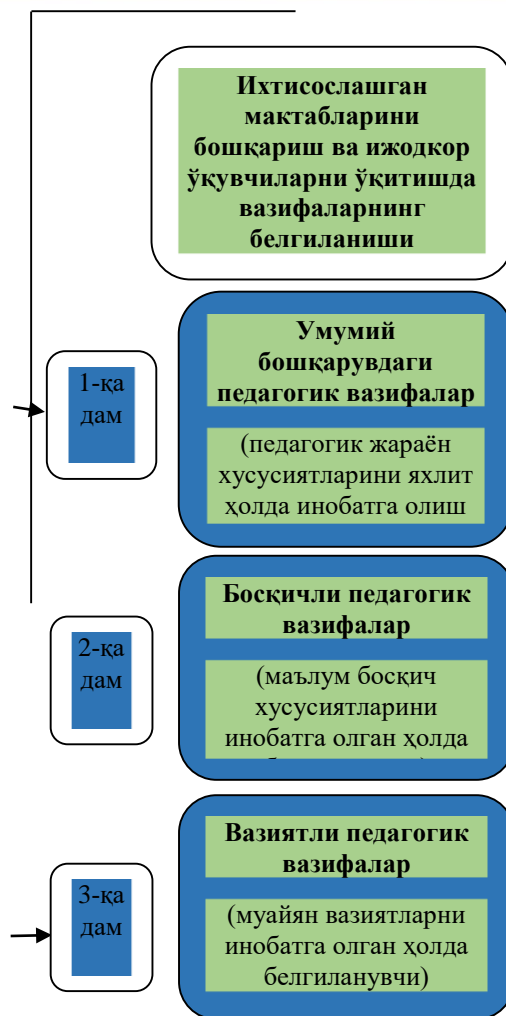 Ихтисослашган
мактабларини
бошқариш ва ижодкор
ўқувчиларни ўқитишда
вазифаларнинг
белгиланиши
1-қа
дам
Умумий
бошқарувдаги
педагогик вазифалар
(педагогик жараён
хусусиятларини яхлит
ҳолда инобатга олиш
2-қа
дам
Босқичли педагогик
вазифалар
(маълум босқич
хусусиятларини
инобатга олган ҳолда
3-қа
дам
Вазиятли педагогик
вазифалар
(муайян вазиятларни
инобатга олган ҳолда
белгиланувчи)